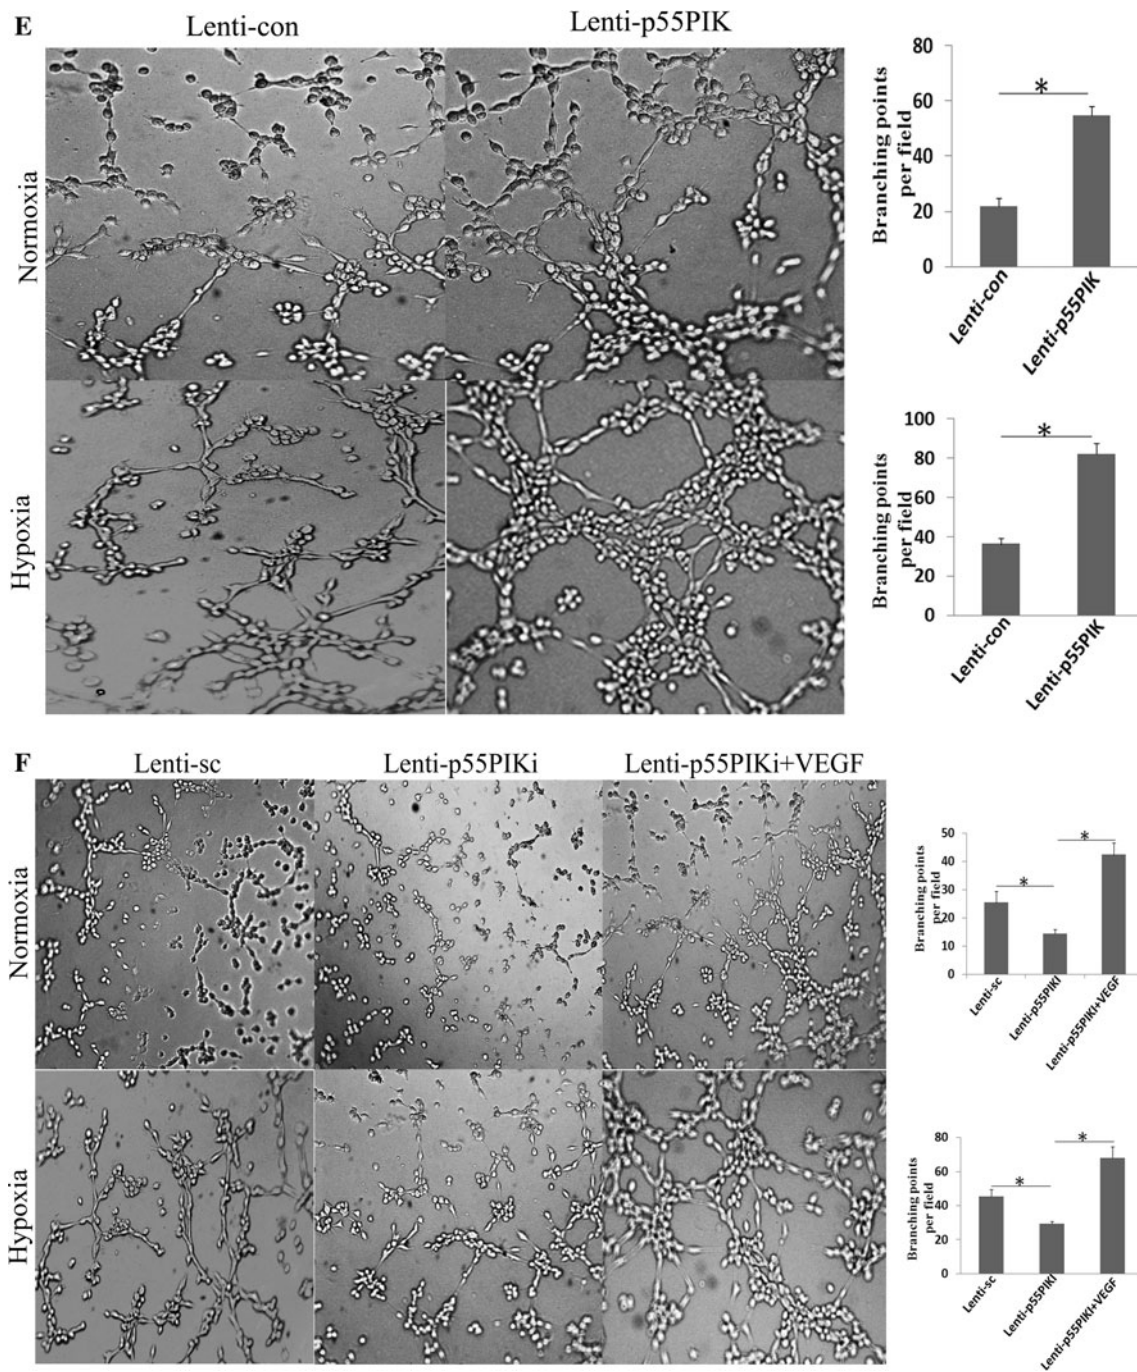 E
Lenti-con
Lenti-p55PIK
Normoxia
Hypoxia
Branching points
per field
80
60
40
20
0
*
Lenti-con
Lenti-p55PIK
Branching points
per field
100
80
60
40
20
0
*
Lenti-con
Lenti-p55PIK
F
Lenti-sc
Lenti-p55PIKi
Lenti-p55PIKi+VEGF
Normoxia
Hypoxia
Branching points
per field
50
40
30
20
10
0
*
*
Lenti-sc
Lenti-p55PIKI
Lenti-p55PIKI+VEGF
Branching points
per field
80
60
40
20
0
*
*
Lenti-sc
Lenti-p55PIKI
Lenti-p55PIKI+VEGF